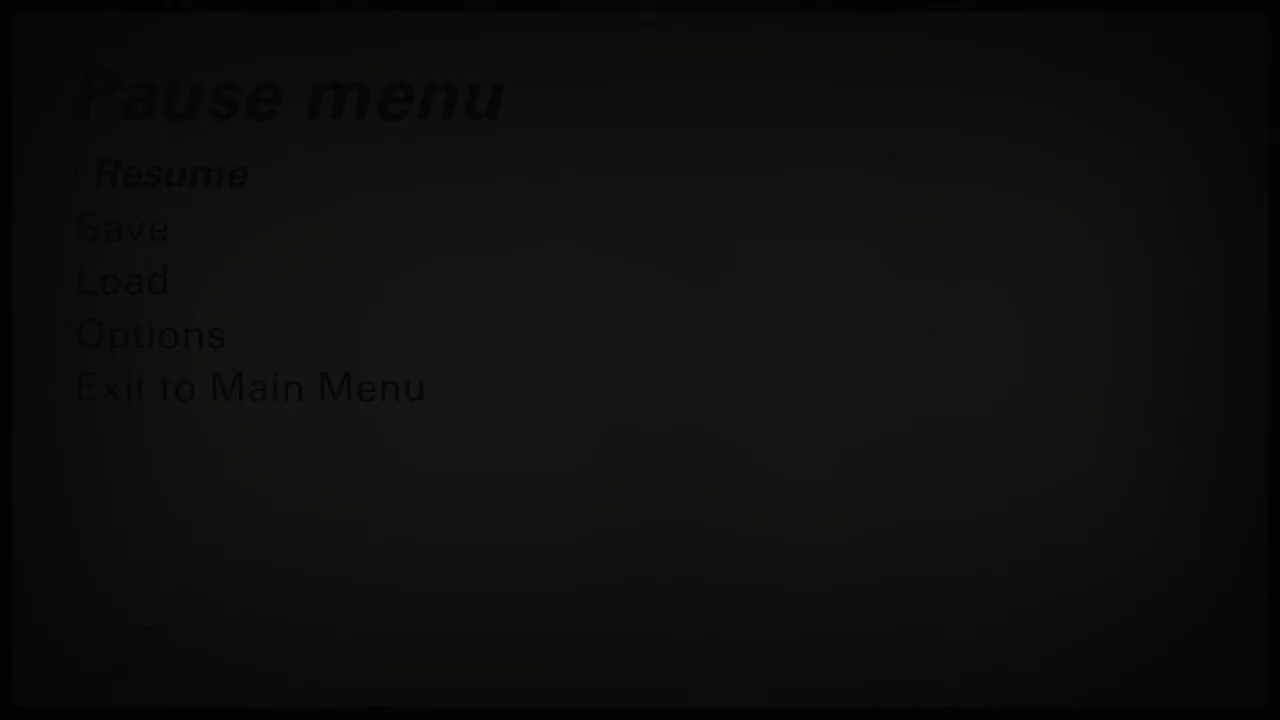 Pause menu
Resume
Save
Load
Options
Exit to Main Menu